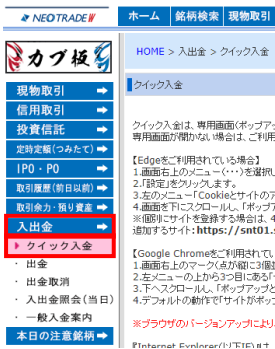 NEOTRADE W
ホーム 銘柄検索 現物取引
カブ板
HOME > 入出金 > クイック入金
現物取引
信用取引
投資信託
定時定額(つみたて)
IPO・PO
取引履歴(前日以前)
取引余力・預り資産
入出金
クイック入金
・ 出金
・ 出金取消
・ 入出金照会(当日)
・ 一般入金案内
本日の注意銘柄
クイック入金
クイック入金は、専用画面(ポップアッ
専用画面が開かない場合は、ご利用
【Edgeをご利用されている場合】
1.画面右上のメニュー(・・・)を選択し
2.「設定」をクリックします。
3.左のメニュー「Cookieとサイトのア
4.画面を下にスクロールし、「ポップア
※個別にサイトを登録する場合は、4
追加するサイト:https://snt01.s
【Google Chromeをご利用されてい
1.画面右上のマーク(点が縦に3個
2.左メニューの上から3つ目にある「
3.下へスクロールし、「ポップアップと
4.デフォルトの動作で「サイトがポッ
※ブラウザのバージョンアップにより
【Internet Explorer(以下IE)』は